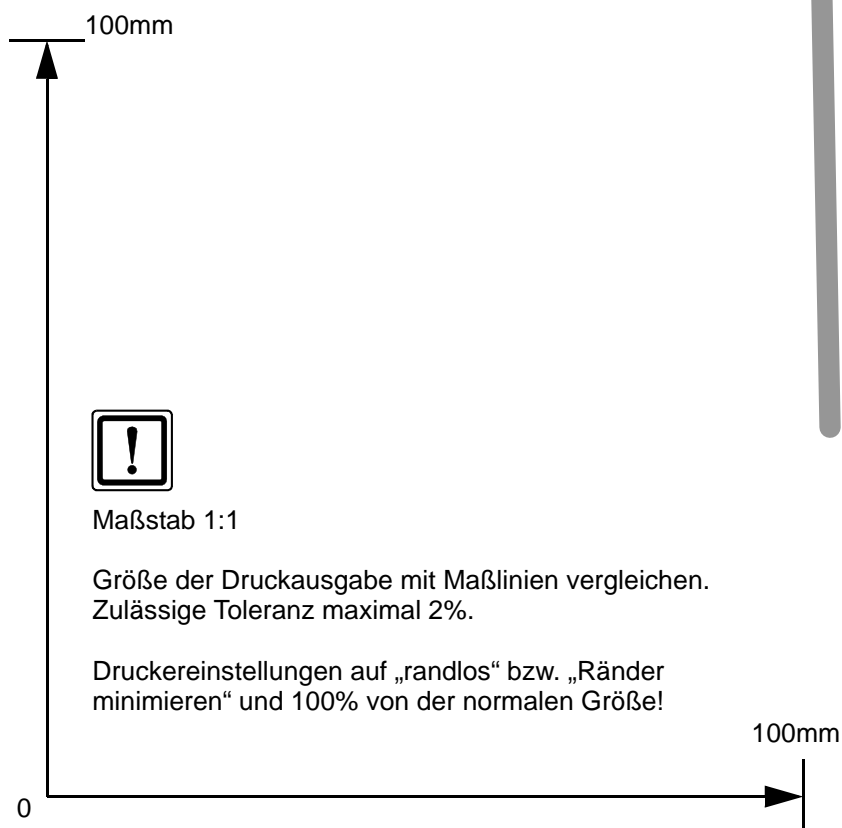 100mm
!
Maßstab 1:1
Größe der Druckausgabe mit Maßlinien vergleichen.
Zulässige Toleranz maximal 2%.
Druckereinstellungen auf „randlos“ bzw. „Ränder
minimieren“ und 100% von der normalen Größe!
100mm
0